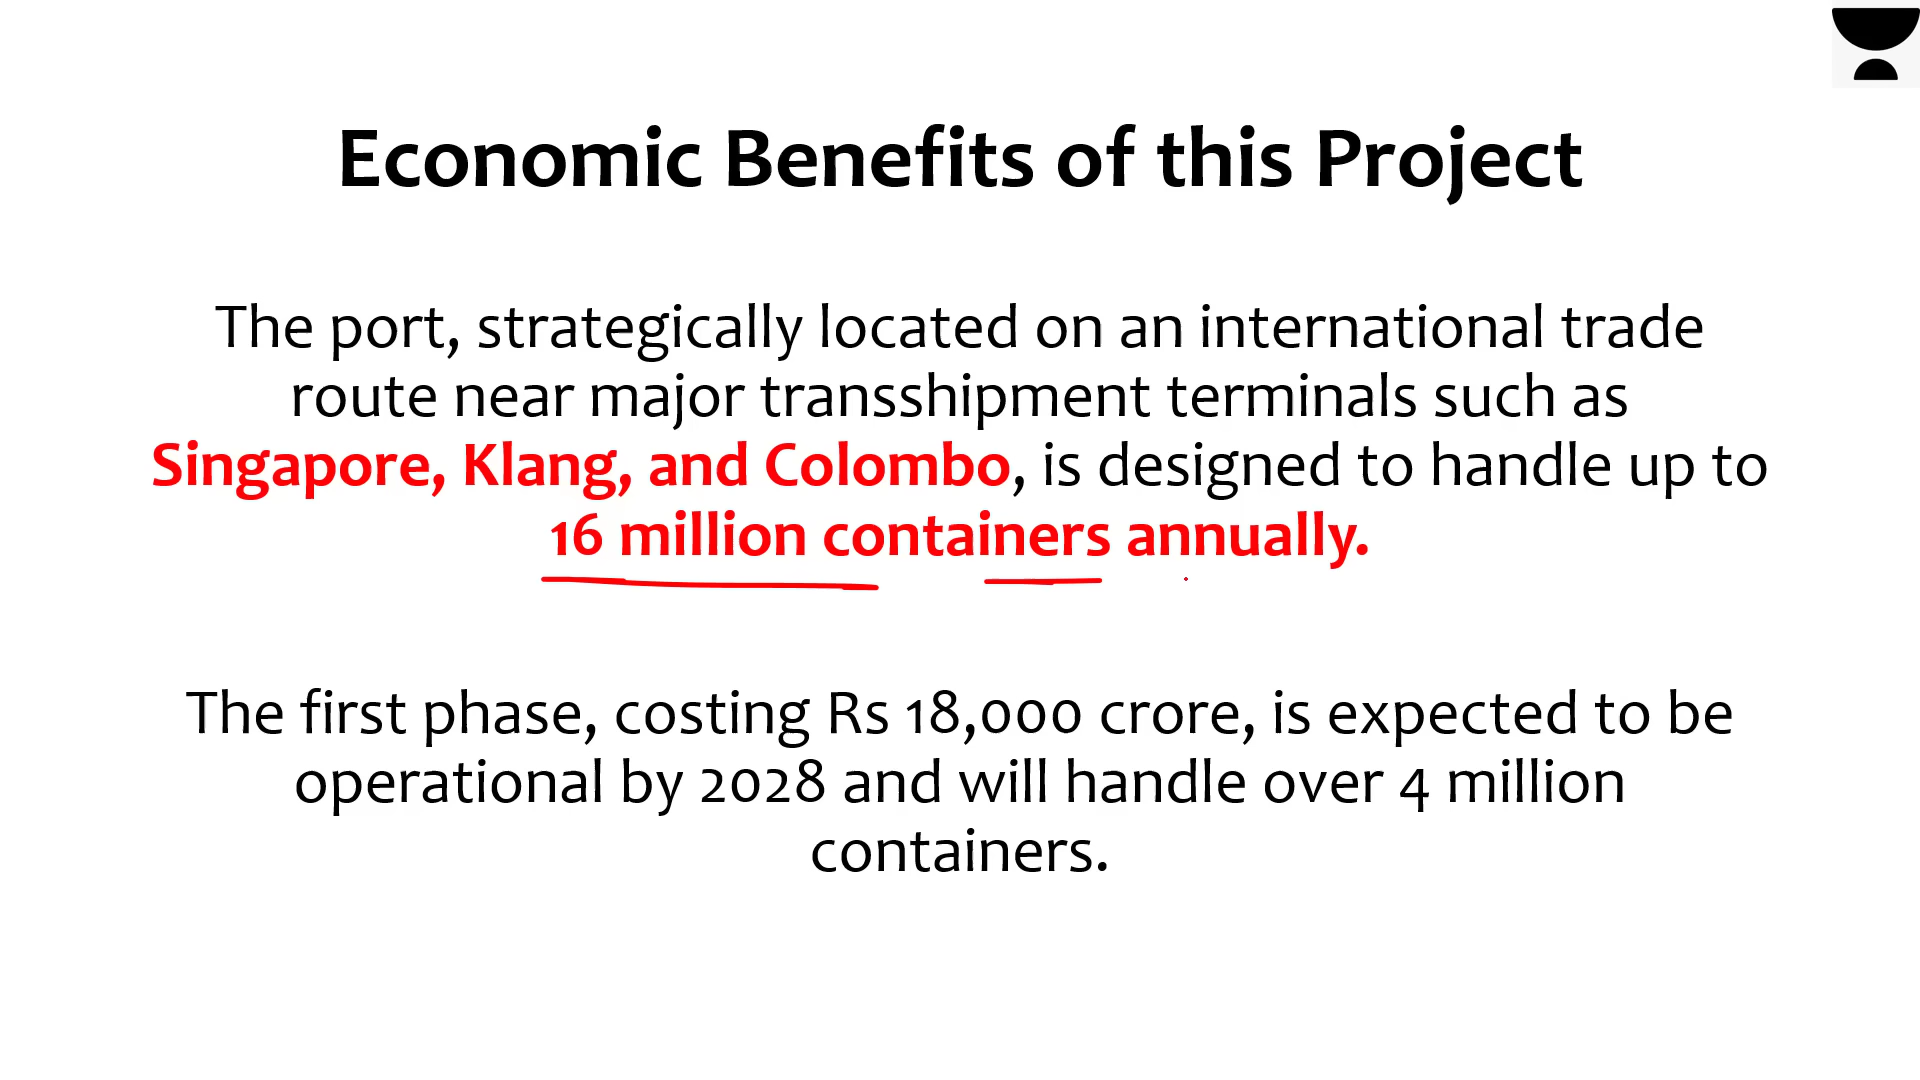 Economic Benefits of this Project
The port, strategically located on an international trade
route near major transshipment terminals such as
Singapore, Klang, and Colombo, is designed to handle up to
16 million containers annually.
The first phase, costing Rs 18,000 crore, is expected to be
operational by 2028 and will handle over 4 million
containers.